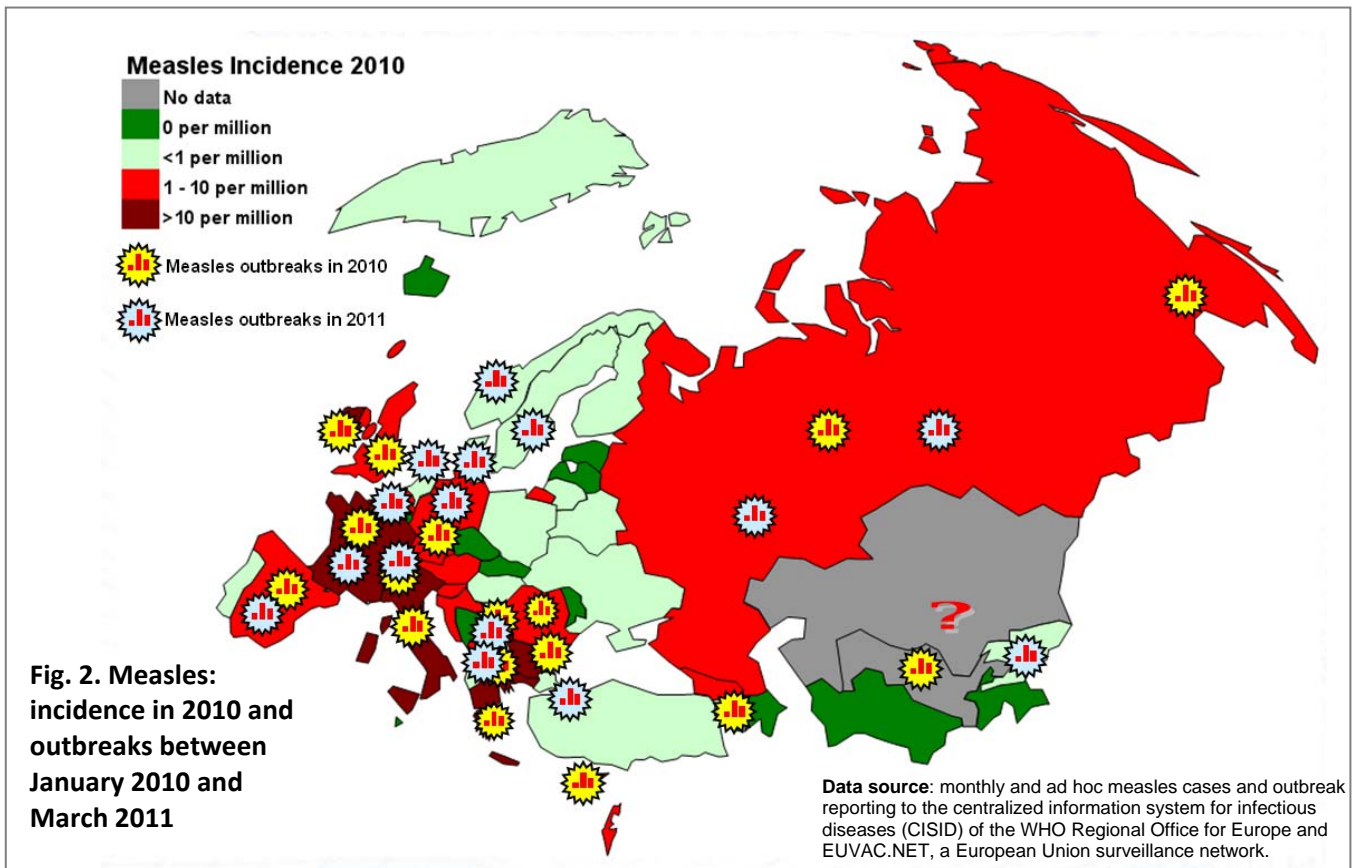 Measles Incidence 2010
No data
0 per million
<1 per million
1 - 10 per million
>10 per million
Measles outbreaks in 2010
Measles outbreaks in 2011
?
Fig. 2. Measles:
incidence in 2010 and
outbreaks between
January 2010 and
March 2011
Data source: monthly and ad hoc measles cases and outbreak
reporting to the centralized information system for infectious
diseases (CISID) of the WHO Regional Office for Europe and
EUVAC.NET, a European Union surveillance network.